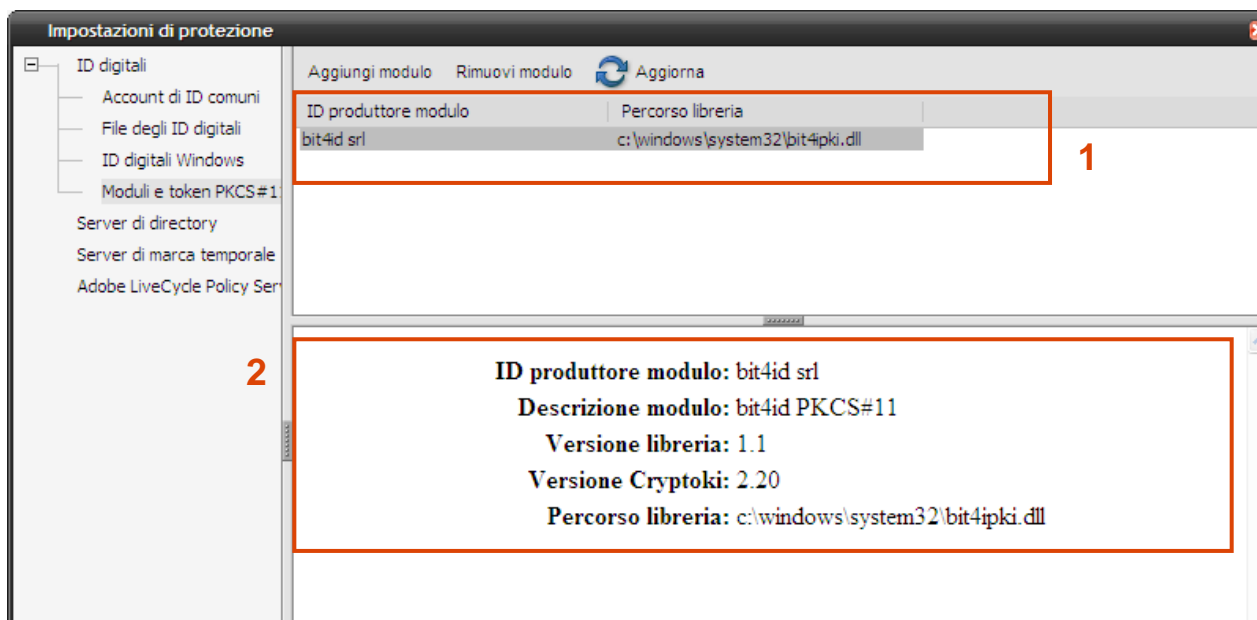 Impostazioni di protezione
ID digitali
Account di ID comuni
File degli ID digitali
ID digitali Windows
Moduli e token PKCS#1
Server di directory
Server di marca temporale
Adobe LiveCycle Policy Ser
Aggiungi modulo Rimuovi modulo Aggiorna
ID produttore modulo Percorso libreria
bit4id srl c:\windows\system32\bit4ipki.dll
1
2
ID produttore modulo: bit4id srl
Descrizione modulo: bit4id PKCS#11
Versione libreria: 1.1
Versione Cryptoki: 2.20
Percorso libreria: c:\windows\system32\bit4ipki.dll